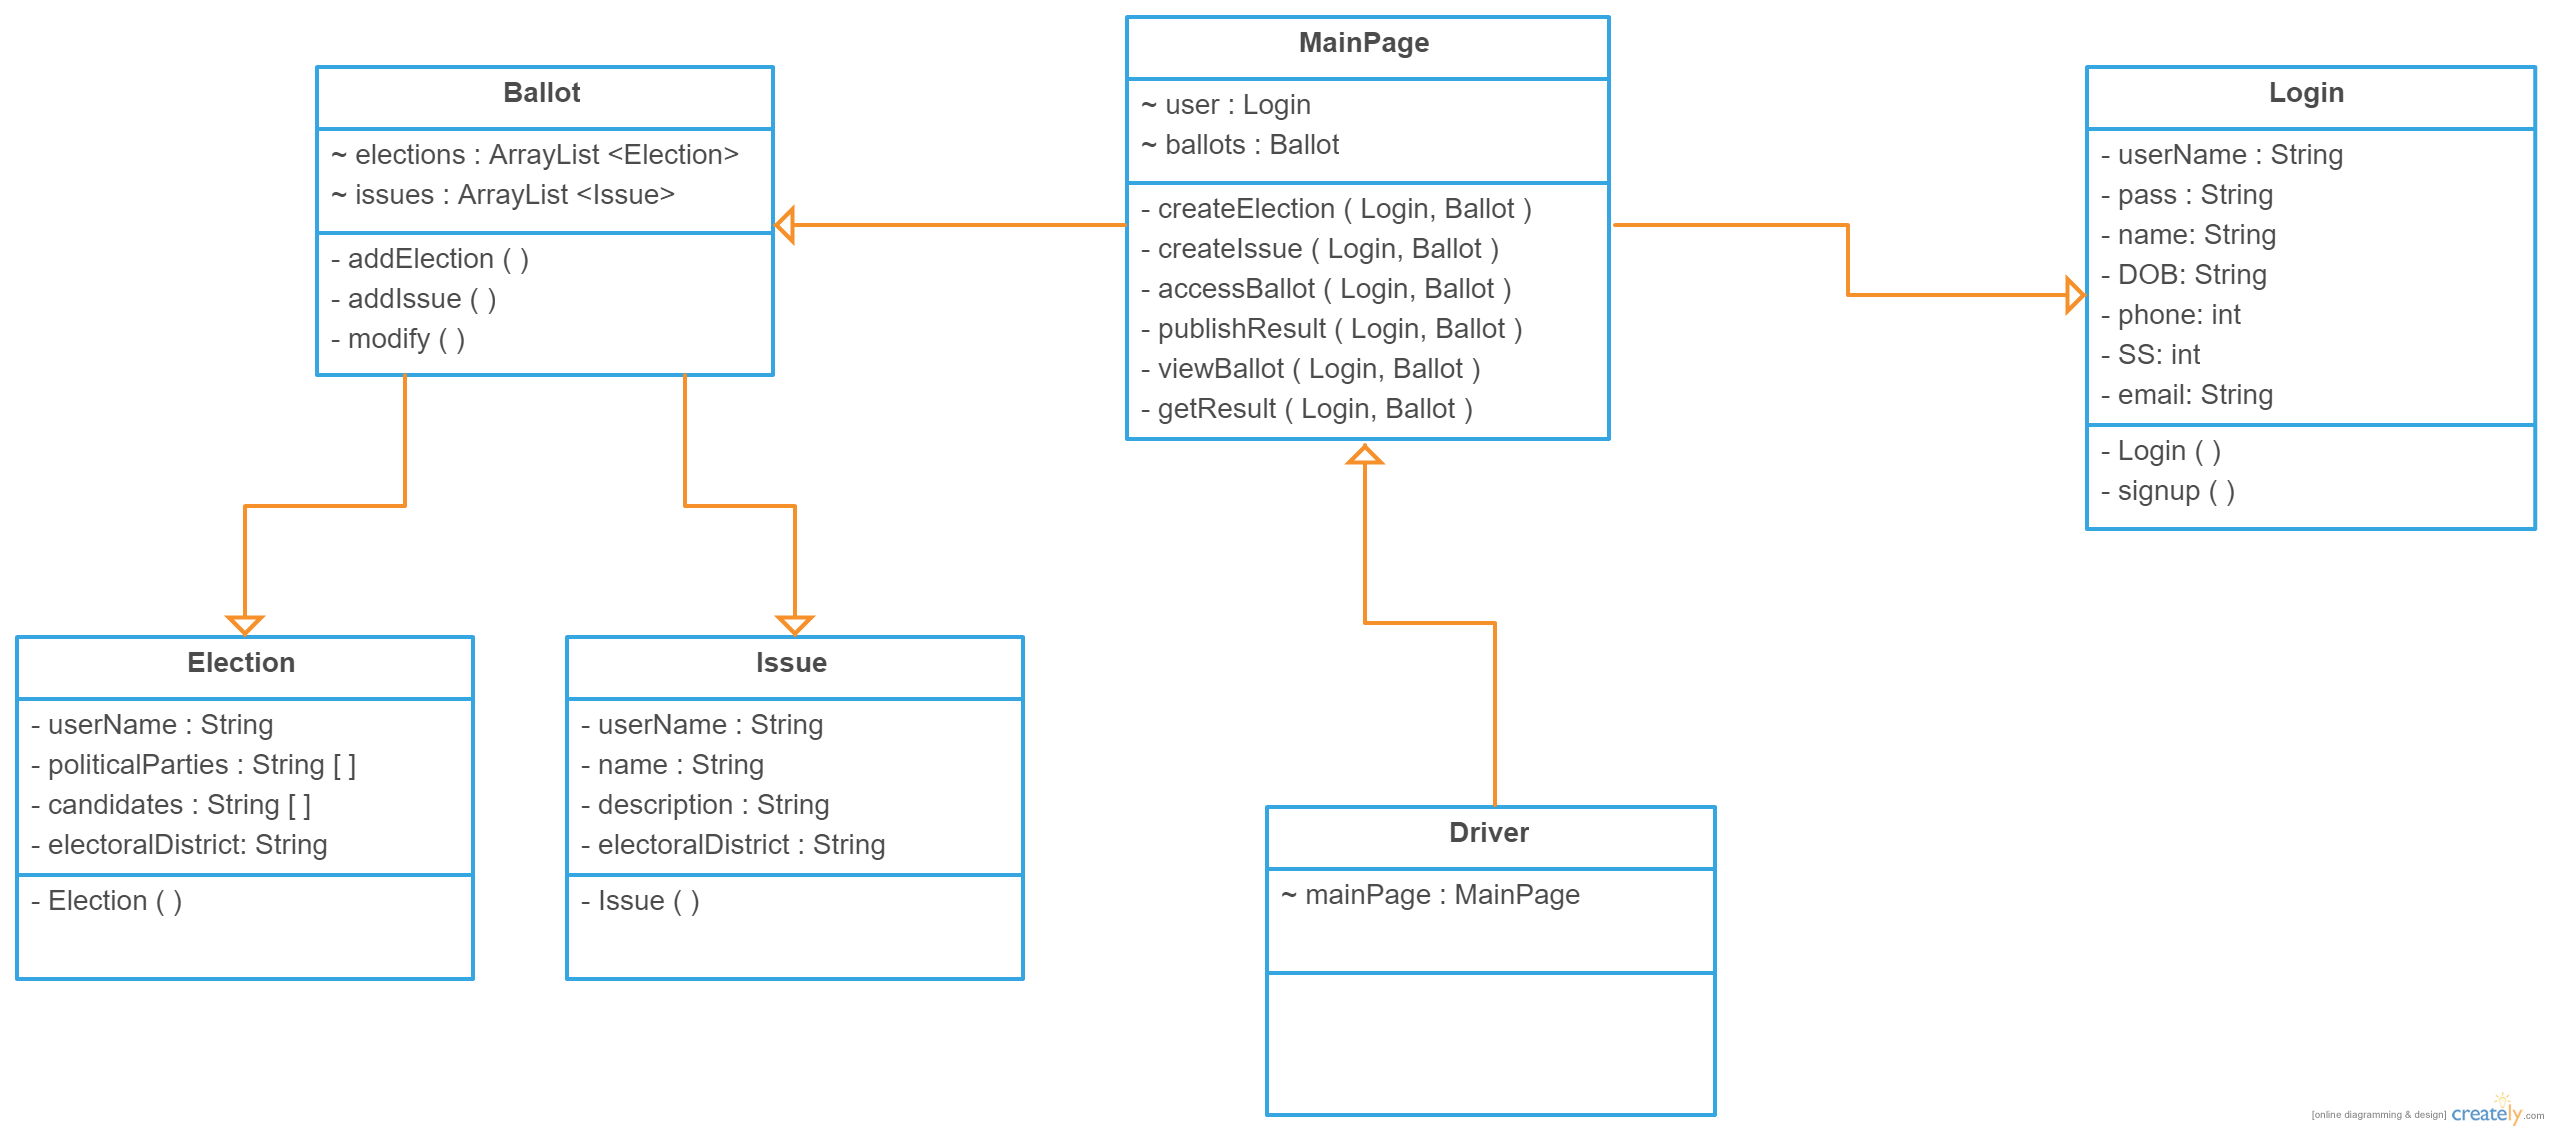 MainPage
~ user : Login
~ ballots : Ballot
- createElection ( Login, Ballot )
- createIssue ( Login, Ballot )
- accessBallot ( Login, Ballot )
- publishResult ( Login, Ballot )
- viewBallot ( Login, Ballot )
- getResult ( Login, Ballot )
Ballot
~ elections : ArrayList <Election>
~ issues : ArrayList <Issue>
- addElection ( )
- addIssue ( )
- modify ( )
Login
- userName : String
- pass : String
- name: String
- DOB: String
- phone: int
- SS: int
- email: String
- Login ( )
- signup ( )
Election
- userName : String
- politicalParties : String [ ]
- candidates : String [ ]
- electoralDistrict: String
- Election ( )
Issue
- userName : String
- name : String
- description : String
- electoralDistrict : String
- Issue ( )
Driver
~ mainPage : MainPage
[online diagramming & design] creately.com